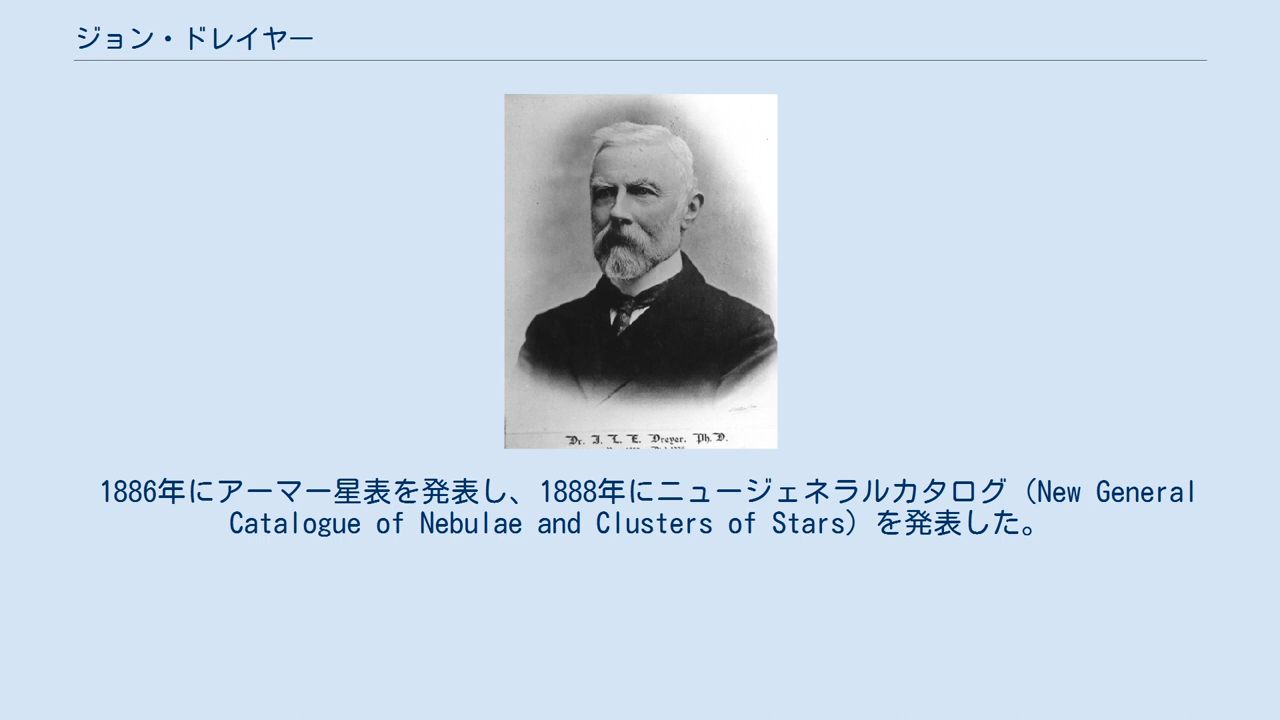 ジョン・ドレイヤー
Dr. J. L. E. Dreyer, Ph. D.
1886年にアーマー星表を発表し、1888年にニュージェネラルカタログ（New General
Catalogue of Nebulae and Clusters of Stars）を発表した。